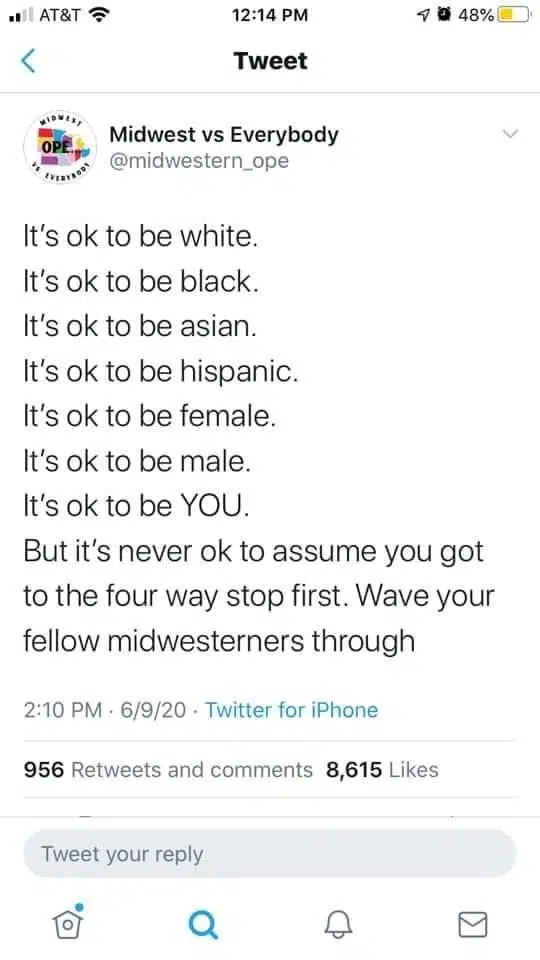 AT&T 12:14 PM 48%
Tweet
MIDWEST
OPE
VS EVERYBODY
Midwest vs Everybody
@midwestern_ope
It's ok to be white.
It's ok to be black.
It's ok to be asian.
It's ok to be hispanic.
It's ok to be female.
It's ok to be male.
It's ok to be YOU.
But it's never ok to assume you got
to the four way stop first. Wave your
fellow midwesterners through
2:10 PM · 6/9/20 · Twitter for iPhone
956 Retweets and comments 8,615 Likes
Tweet your reply